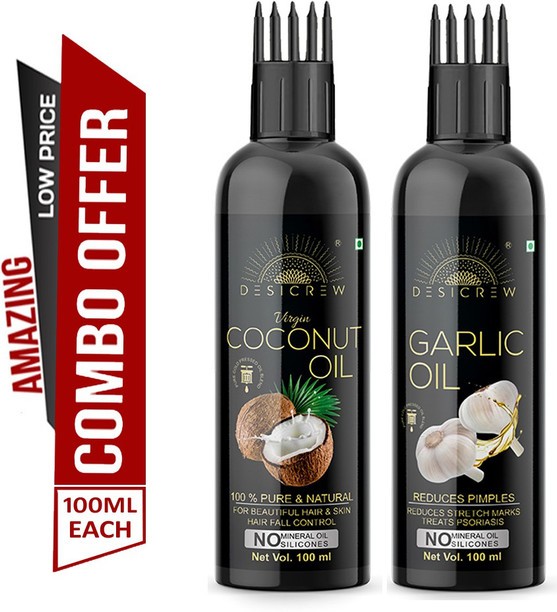 AMAZING
LOW PRICE
COMBO OFFER
100ML
EACH
®
DESICREW
Virgin
COCONUT
OIL
100 % PURE & NATURAL
FOR BEAUTIFUL HAIR & SKIN
HAIR FALL CONTROL
NO MINERAL OIL
SILICONES
Net Vol. 100 ml
®
DESICREW
GARLIC
OIL
REDUCES PIMPLES
REDUCES STRETCH MARKS
TREATS PSORIASIS
NO MINERAL OIL
SILICONES
Net Vol. 100 ml